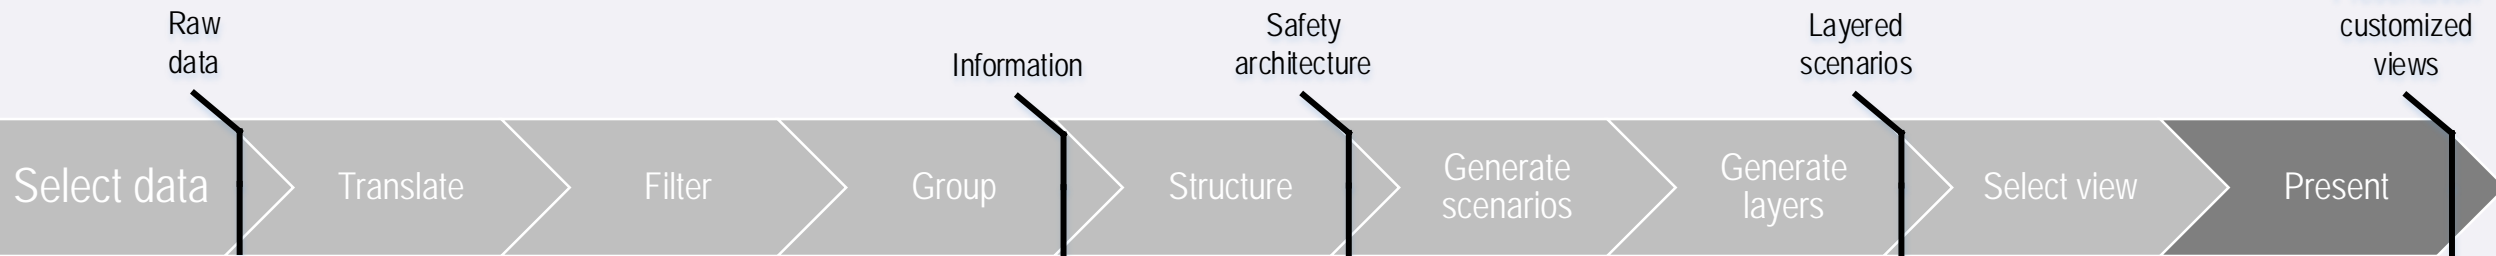 Raw
data
Information
Safety
architecture
Layered
scenarios
customized
views
Select data
Translate
Filter
Group
Structure
Generate
scenarios
Generate
layers
Select view
Present